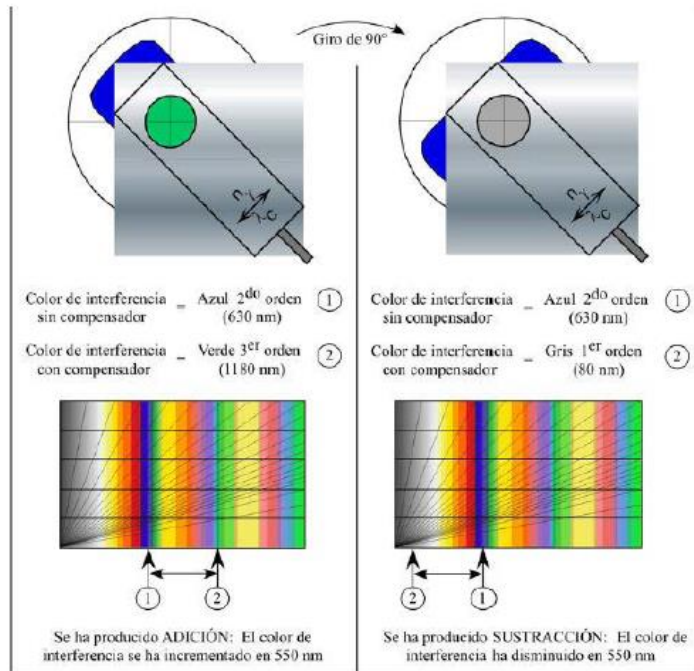 Giro de 90°
Color de interferencia sin compensador = Azul 2do orden (630 nm) 1
Color de interferencia con compensador = Verde 3er orden (1180 nm) 2
1 2
Se ha producido ADICIÓN: El color de
interferencia se ha incrementado en 550 nm
Color de interferencia sin compensador = Azul 2do orden (630 nm) 1
Color de interferencia con compensador = Gris 1er orden (80 nm) 2
2 1
Se ha producido SUSTRACCIÓN: El color de
interferencia ha disminuido en 550 nm